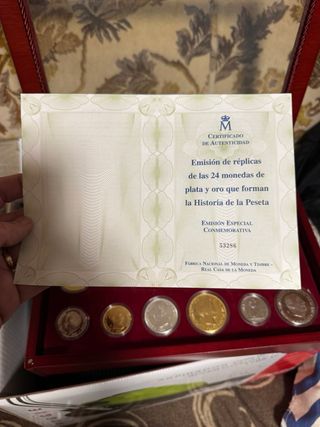 M
CERTIFICADO
DE AUTENTICIDAD
Emisión de réplicas
de las 24 monedas de
plata y oro que forman
la Historia de la Peseta
EMISIÓN ESPECIAL
CONMEMORATIVA
53286
FÁBRICA NACIONAL DE MONEDA Y TIMBRE -
REAL CASA DE LA MONEDA